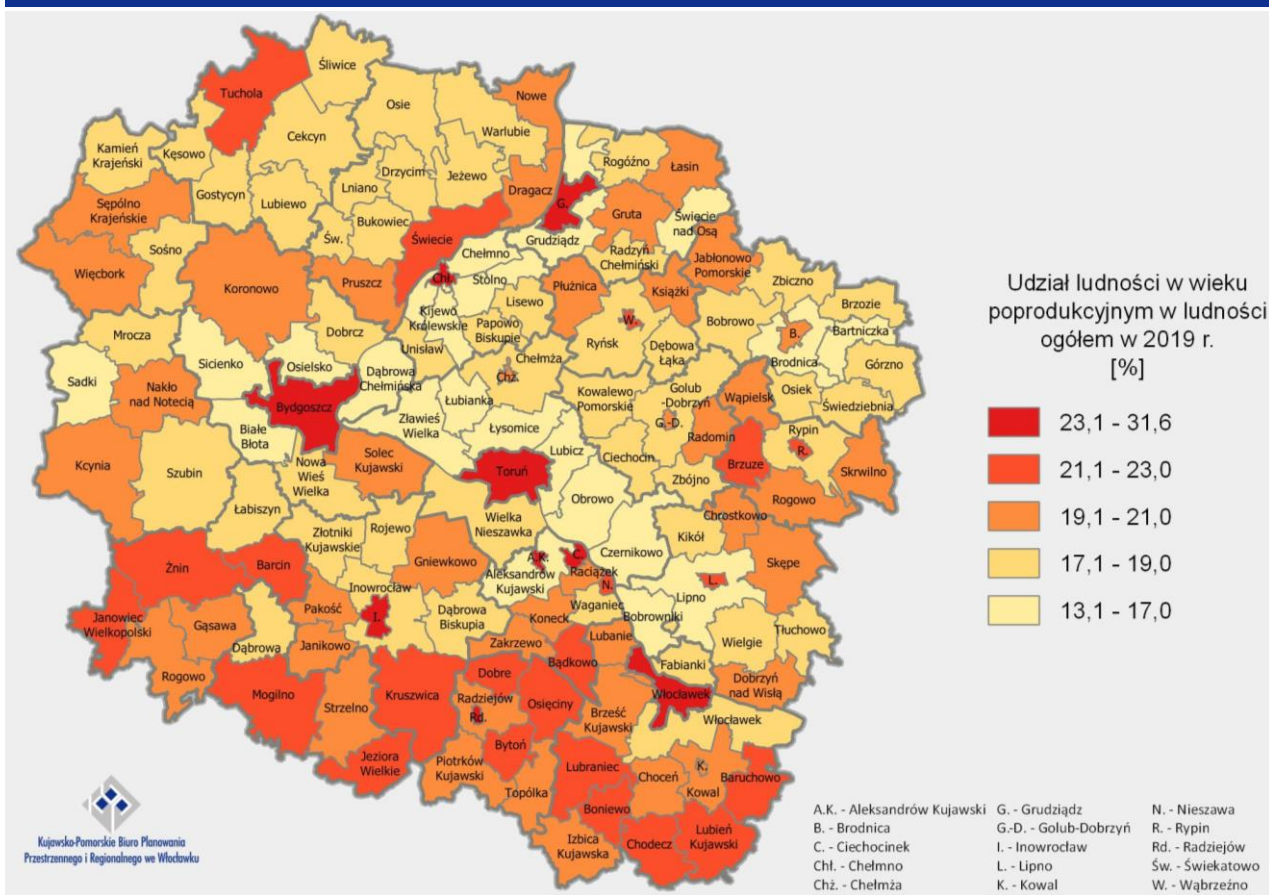 Śliwice
Tuchola
Osie
Nowe
Cekcyn
Warlubie
Kamień
Krajeński
Kęsowo
Rogóźno
Łasin
Drzycim
Jeżewo
Lniano
Dragacz
Gostycyn
Lubiewo
G.
Sępólno
Krajeńskie
Gruta
Świecie
nad Osą
Bukowiec
Św.
Świecie
Grudziądz
Sośno
Chełmno
Radzyń
Chełmiński
Jabłonowo
Pomorskie
Więcbork
Koronowo
Pruszcz
Chł.
Stolno
Płużnica
Książki
Zbiczno
Lisewo
Brzozie
Kijewo
Królewskie
W.
Bobrowo
Mrocza
Dobrcz
Papowo
Biskupie
B.
Bartniczka
Sicienko
Unisław
Ryńsk
Dębowa
Łąka
Osielsko
Chełmża
Brodnica
Górzno
Sadki
Dąbrowa
Chełmińska
Chż.
Nakło
nad Notecią
Kowalewo
Pomorskie
Golub
-Dobrzyń
Wąpielsk
Osiek
Świedziebnia
Bydgoszcz
Łubianka
Zławieś
Wielka
Łysomice
G.-D.
Radomin
Rypin
R.
Białe
Błota
Lubicz
Kcynia
Szubin
Nowa
Wieś
Wielka
Solec
Kujawski
Toruń
Ciechocin
Brzuze
Skrwilno
Zbójno
Obrowo
Rogowo
Łabiszyn
Wielka
Nieszawka
Chrostkowo
Złotniki
Kujawskie
Rojewo
Kikół
Czernikowo
Gniewkowo
A.K.
C.
Skępe
Żnin
Barcin
Raciążek
Aleksandrów
Kujawski
N.
L.
Inowrocław
Lipno
Janowiec
Wielkopolski
Pakość
I.
Dąbrowa
Biskupia
Waganiec
Bobrowniki
Gąsawa
Koneck
Tłuchowo
Dąbrowa
Janikowo
Zakrzewo
Lubanie
Wielgie
Rogowo
Bądkowo
Fabianki
Mogilno
Kruszwica
Dobre
Dobrzyń
nad Wisłą
Strzelno
Radziejów
Rd.
Osięciny
Włocławek
Brześć
Kujawski
Włocławek
Bytoń
Jeziora
Wielkie
Piotrków
Kujawski
K.
Lubraniec
Choceń
Baruchowo
Topólka
Kowal
Boniewo
Izbica
Kujawska
Chodecz
Lubień
Kujawski
Udział ludności w wieku
poprodukcyjnym w ludności
ogółem w 2019 r.
[%]
23,1 - 31,6
21,1 - 23,0
19,1 - 21,0
17,1 - 19,0
13,1 - 17,0
Kujawsko-Pomorskie Biuro Planowania
Przestrzennego i Regionalnego we Włocławku
A.K. - Aleksandrów Kujawski
B. - Brodnica
C. - Ciechocinek
Chł. - Chełmno
Chż. - Chełmża
G. - Grudziądz
G.-D. - Golub-Dobrzyń
I. - Inowrocław
L. - Lipno
K. - Kowal
N. - Nieszawa
R. - Rypin
Rd. - Radziejów
Św. - Świekatowo
W. - Wąbrzeźno